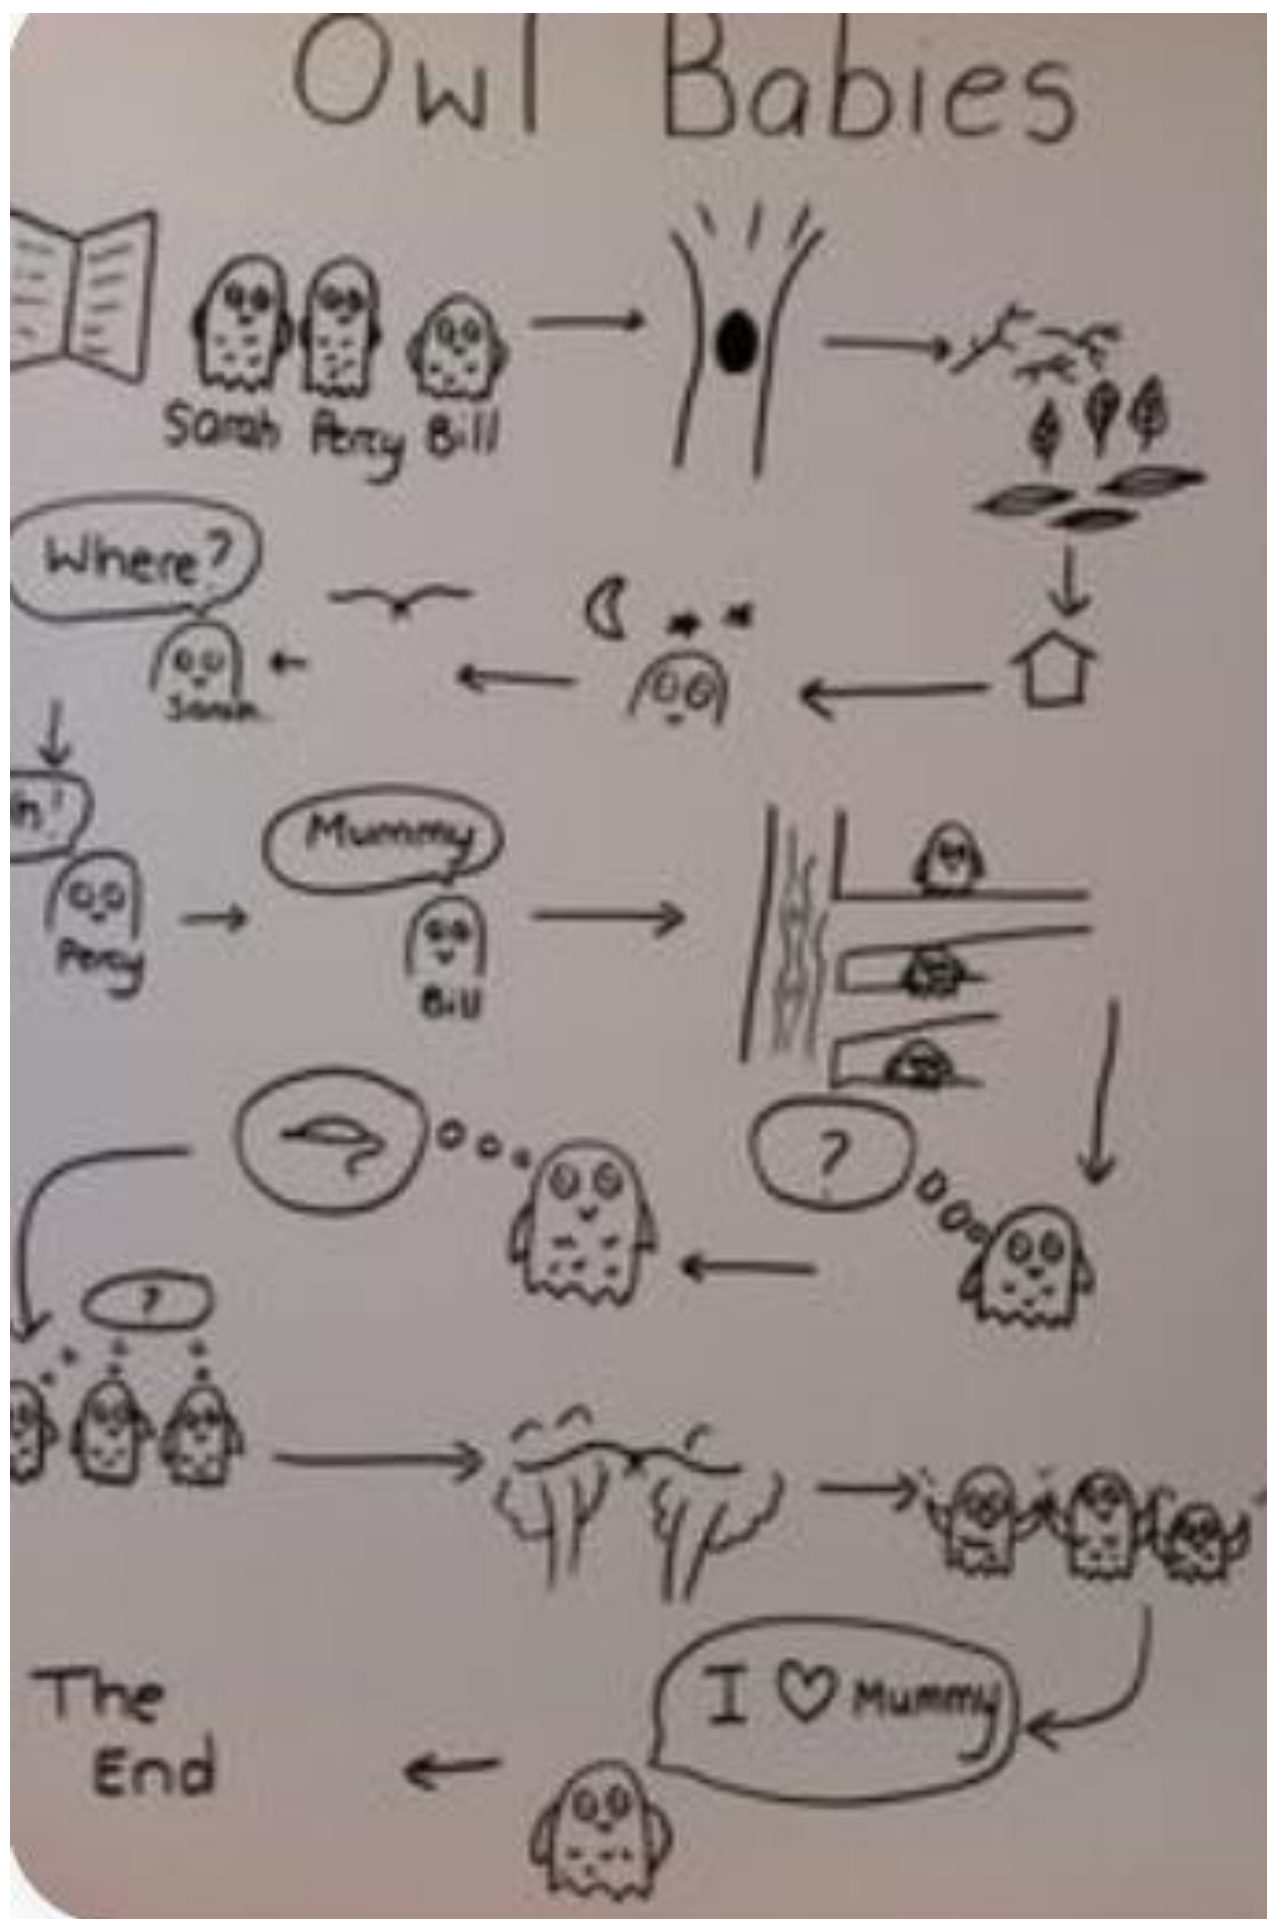 Owl Babies
Sarah Percy Bill
Where?
Sarah
Mummy
Percy
Bill
?
?
I ♡ Mummy
The
End